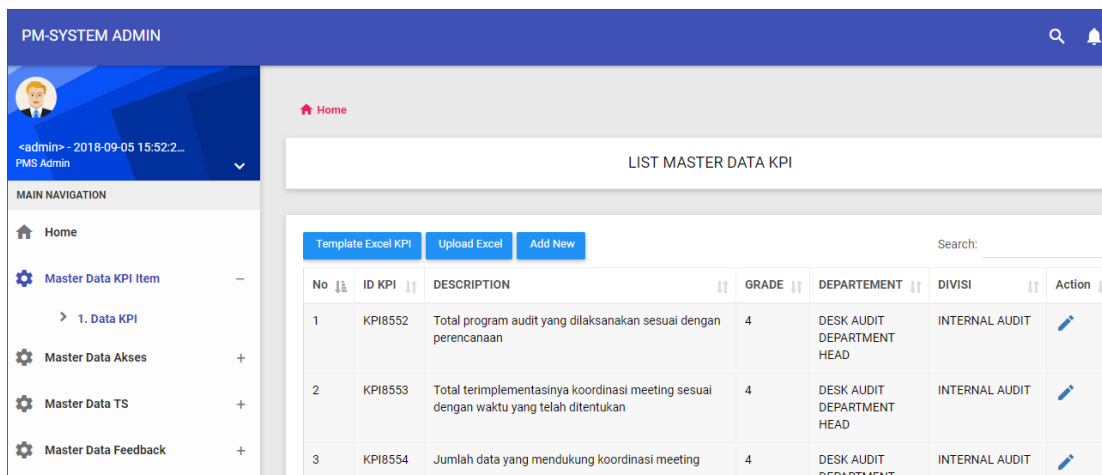 PM-SYSTEM ADMIN
<admin> - 2018-09-05 15:52:2...
PMS Admin
MAIN NAVIGATION
Home
Master Data KPI Item
1. Data KPI
Master Data Akses
Master Data TS
Master Data Feedback
Home
LIST MASTER DATA KPI
Template Excel KPI Upload Excel Add New Search:
No ID KPI DESCRIPTION GRADE DEPARTEMENT DIVISI Action
1 KPI8552 Total program audit yang dilaksanakan sesuai dengan 4 DESK AUDIT INTERNAL AUDIT
perencanaan DEPARTMENT
HEAD
2 KPI8553 Total terimplementasinya koordinasi meeting sesuai 4 DESK AUDIT INTERNAL AUDIT
dengan waktu yang telah ditentukan DEPARTMENT
HEAD
3 KPI8554 Jumlah data yang mendukung koordinasi meeting 4 DESK AUDIT INTERNAL AUDIT
DEPARTMENT